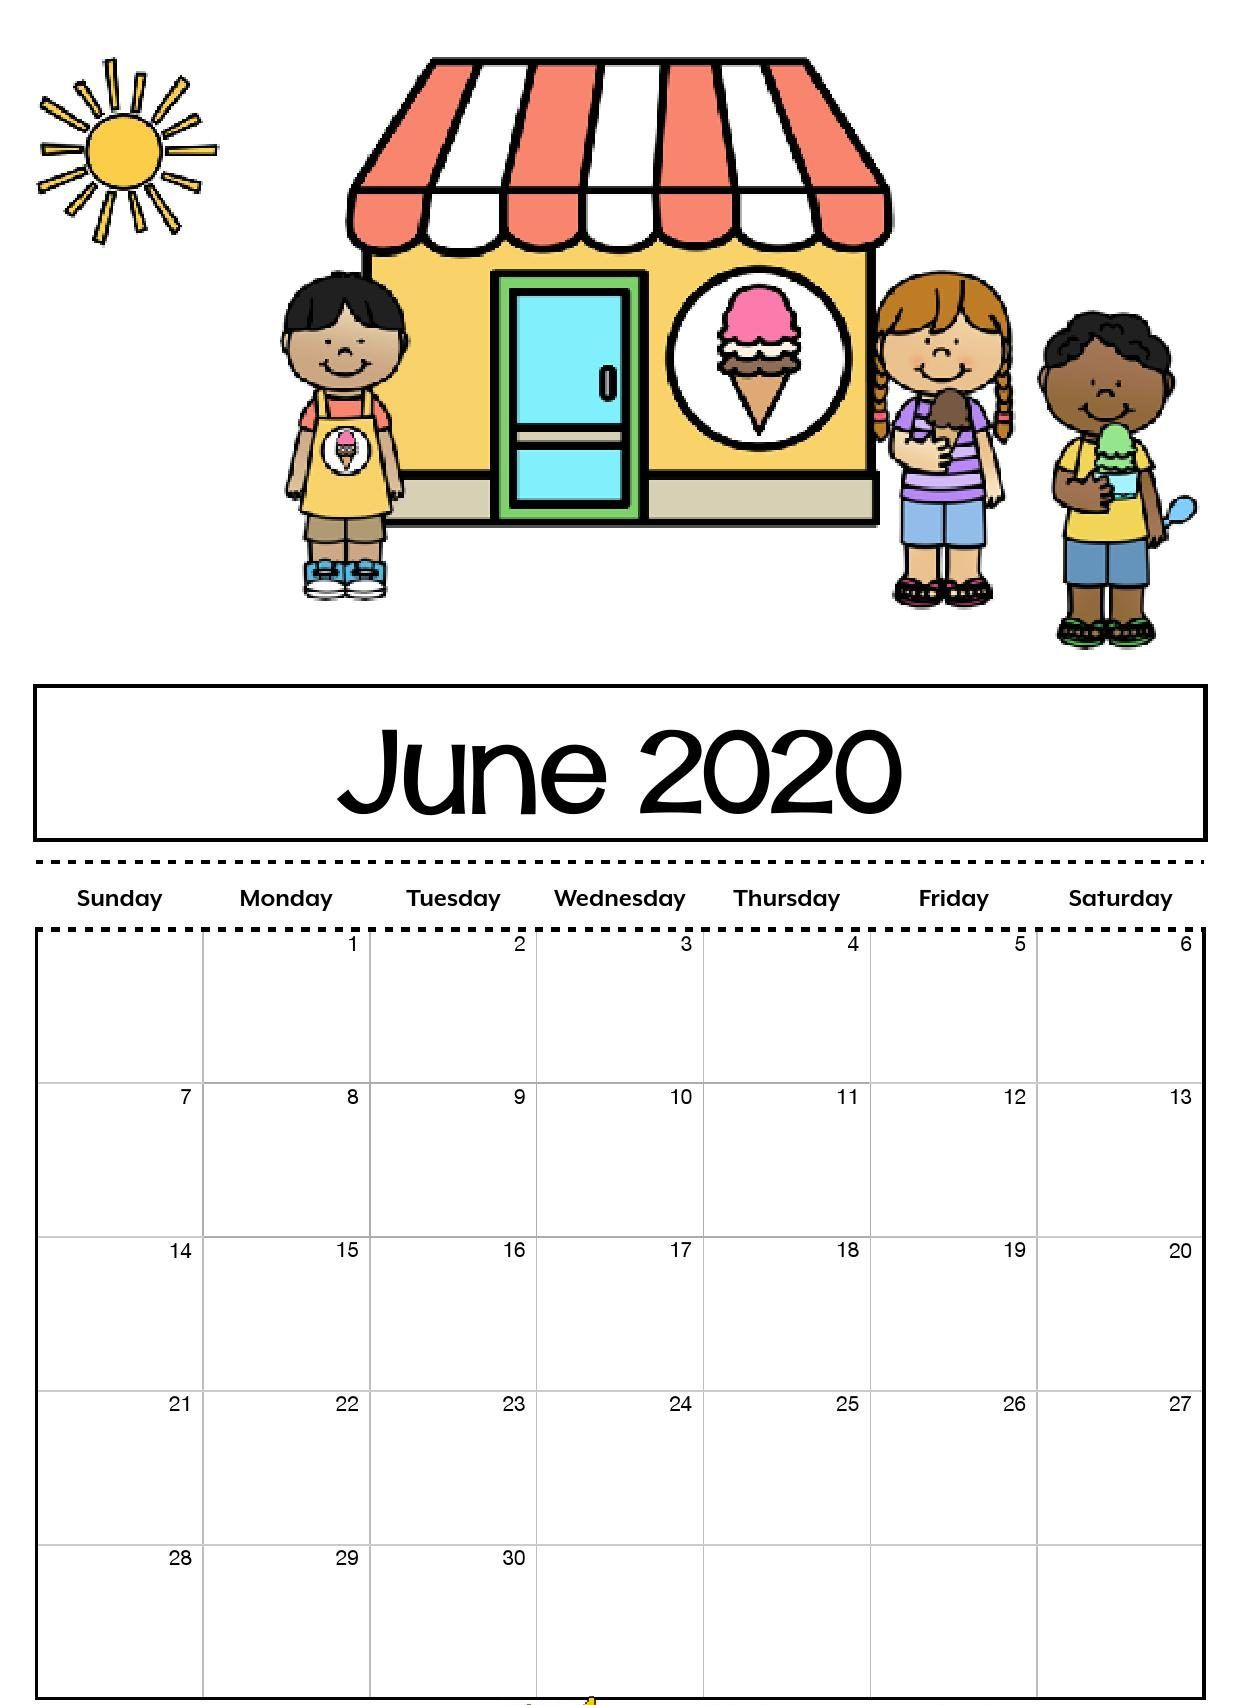 June 2020
Sunday Monday Tuesday Wednesday Thursday Friday Saturday
1 2 3 4 5 6
7 8 9 10 11 12 13
14 15 16 17 18 19 20
21 22 23 24 25 26 27
28 29 30